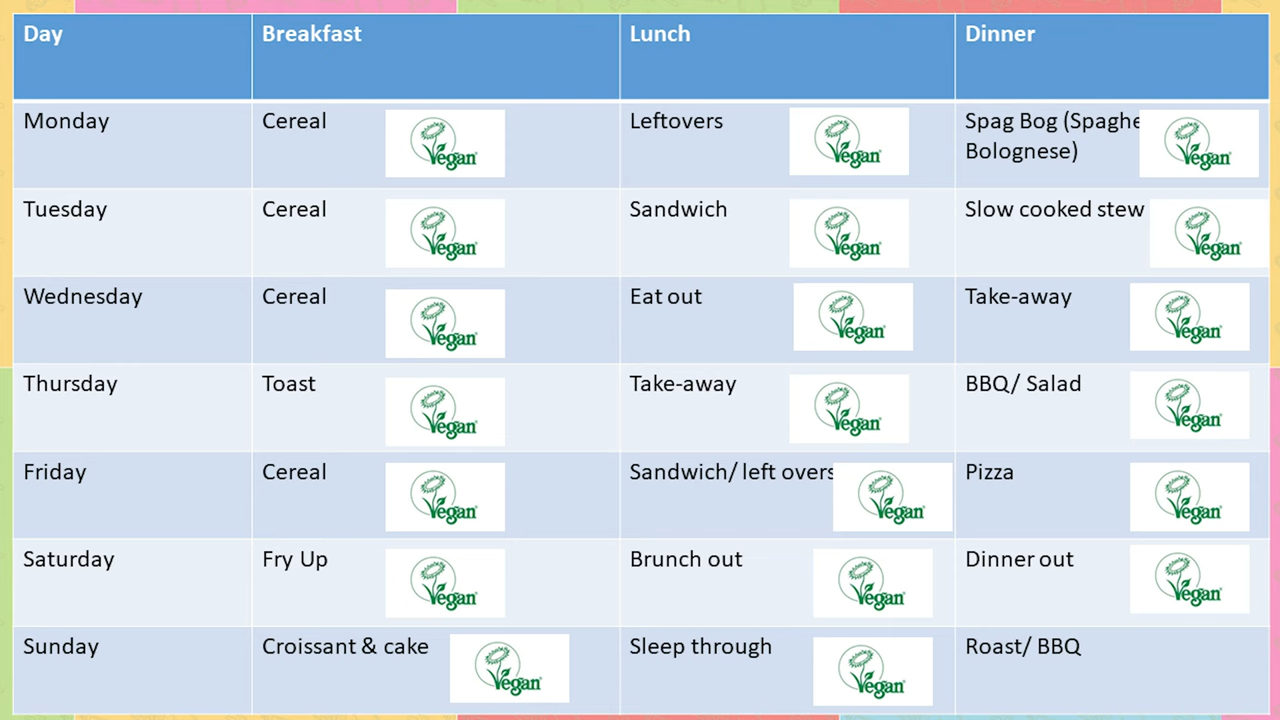 Day Breakfast Lunch Dinner
Monday Cereal Vegan Leftovers Vegan Spag Bog (Spaghe Vegan
Bolognese)
Tuesday Cereal Vegan Sandwich Vegan Slow cooked stew Vegan
Wednesday Cereal Vegan Eat out Vegan Take-away Vegan
Thursday Toast Vegan Take-away Vegan BBQ/ Salad Vegan
Friday Cereal Vegan Sandwich/ left overs Vegan Pizza Vegan
Saturday Fry Up Vegan Brunch out Vegan Dinner out Vegan
Sunday Croissant & cake Vegan Sleep through Vegan Roast/ BBQ